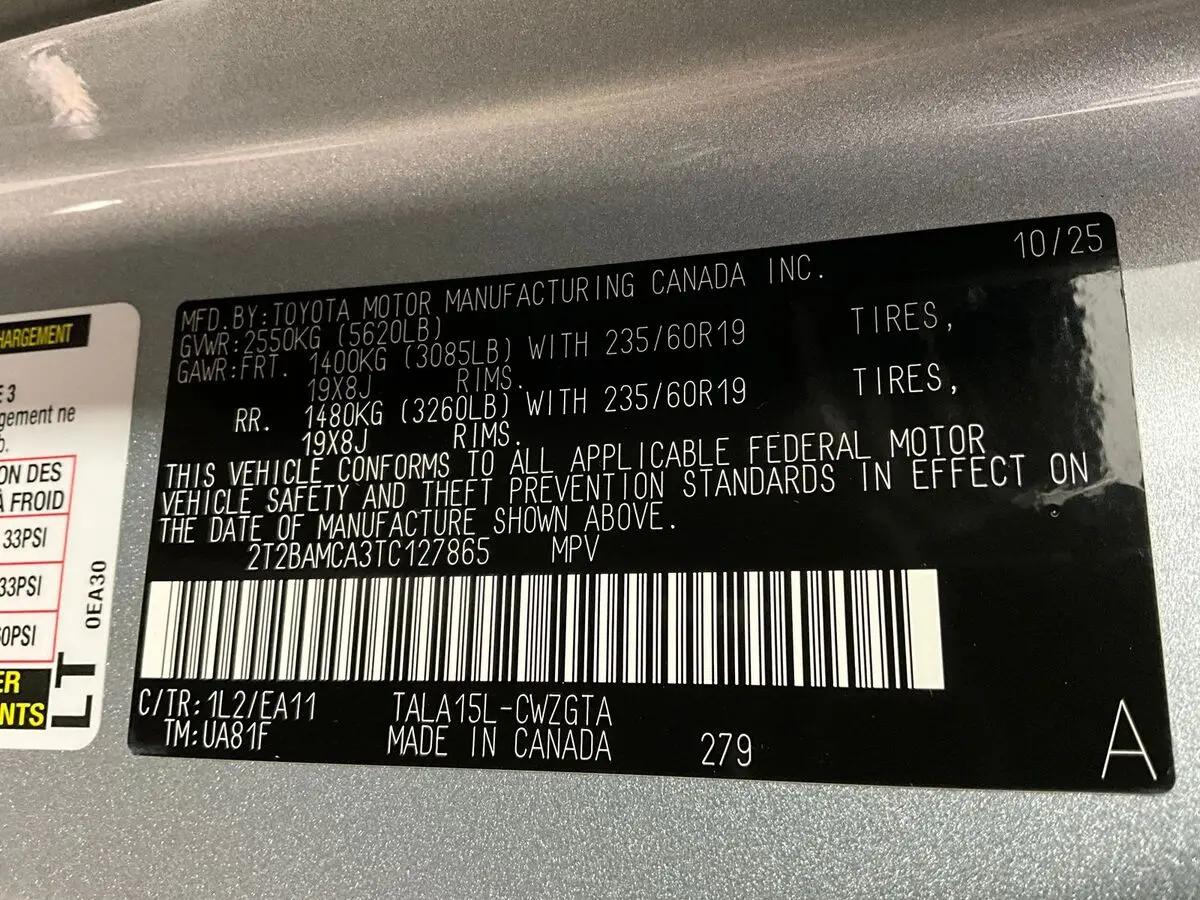 10/25
MFD.BY:TOYOTA MOTOR MANUFACTURING CANADA INC.
GVWR:2550KG (5620LB)
GAWR:FRT. 1400KG (3085LB) WITH 235/60R19 TIRES,
19X8J RIMS.
RR. 1480KG (3260LB) WITH 235/60R19 TIRES,
19X8J RIMS.
THIS VEHICLE CONFORMS TO ALL APPLICABLE FEDERAL MOTOR
VEHICLE SAFETY AND THEFT PREVENTION STANDARDS IN EFFECT ON
THE DATE OF MANUFACTURE SHOWN ABOVE.
2T2BAMCA3TC127865 MPV
C/TR:1L2/EA11 TALA15L-CWZGTA
TM:UA81F MADE IN CANADA 279
A
HARGEMENT
E 3
gement ne
b.
ON DES
À FROID
33PSI
33PSI
60PSI
ER
NTS
0EA30
LT